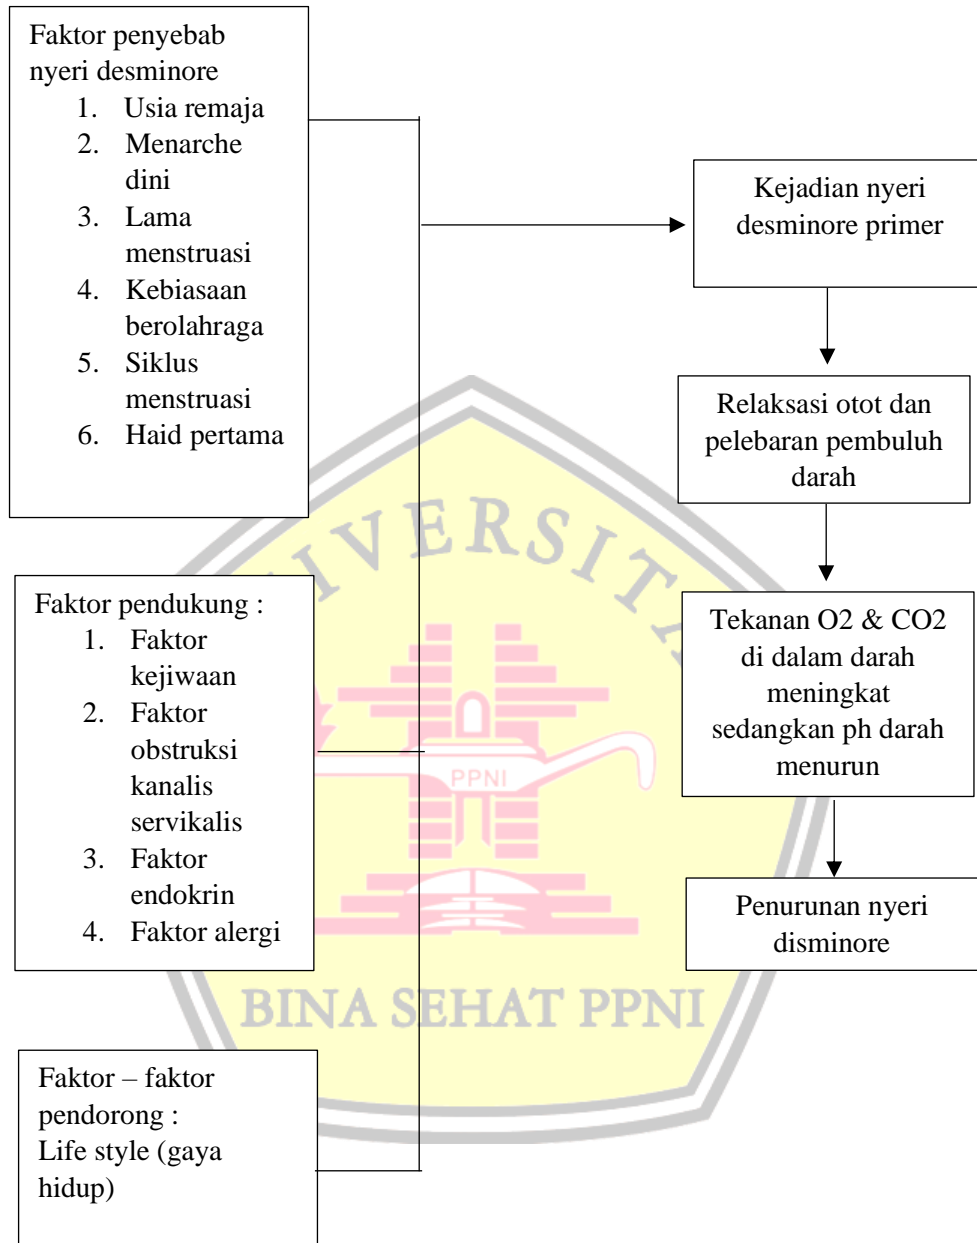 Faktor penyebab
nyeri desminore
1. Usia remaja
2. Menarche
dini
3. Lama
menstruasi
4. Kebiasaan
berolahraga
5. Siklus
menstruasi
6. Haid pertama
Faktor pendukung :
1. Faktor
kejiwaan
2. Faktor
obstruksi
kanalis
servikalis
3. Faktor
endokrin
4. Faktor alergi
Faktor – faktor
pendorong :
Life style (gaya
hidup)
Kejadian nyeri
desminore primer
Relaksasi otot dan
pelebaran pembuluh
darah
Tekanan O2 & CO2
di dalam darah
meningkat
sedangkan ph darah
menurun
Penurunan nyeri
disminore
IVERSITA
PPNI
BINA SEHAT PPNI